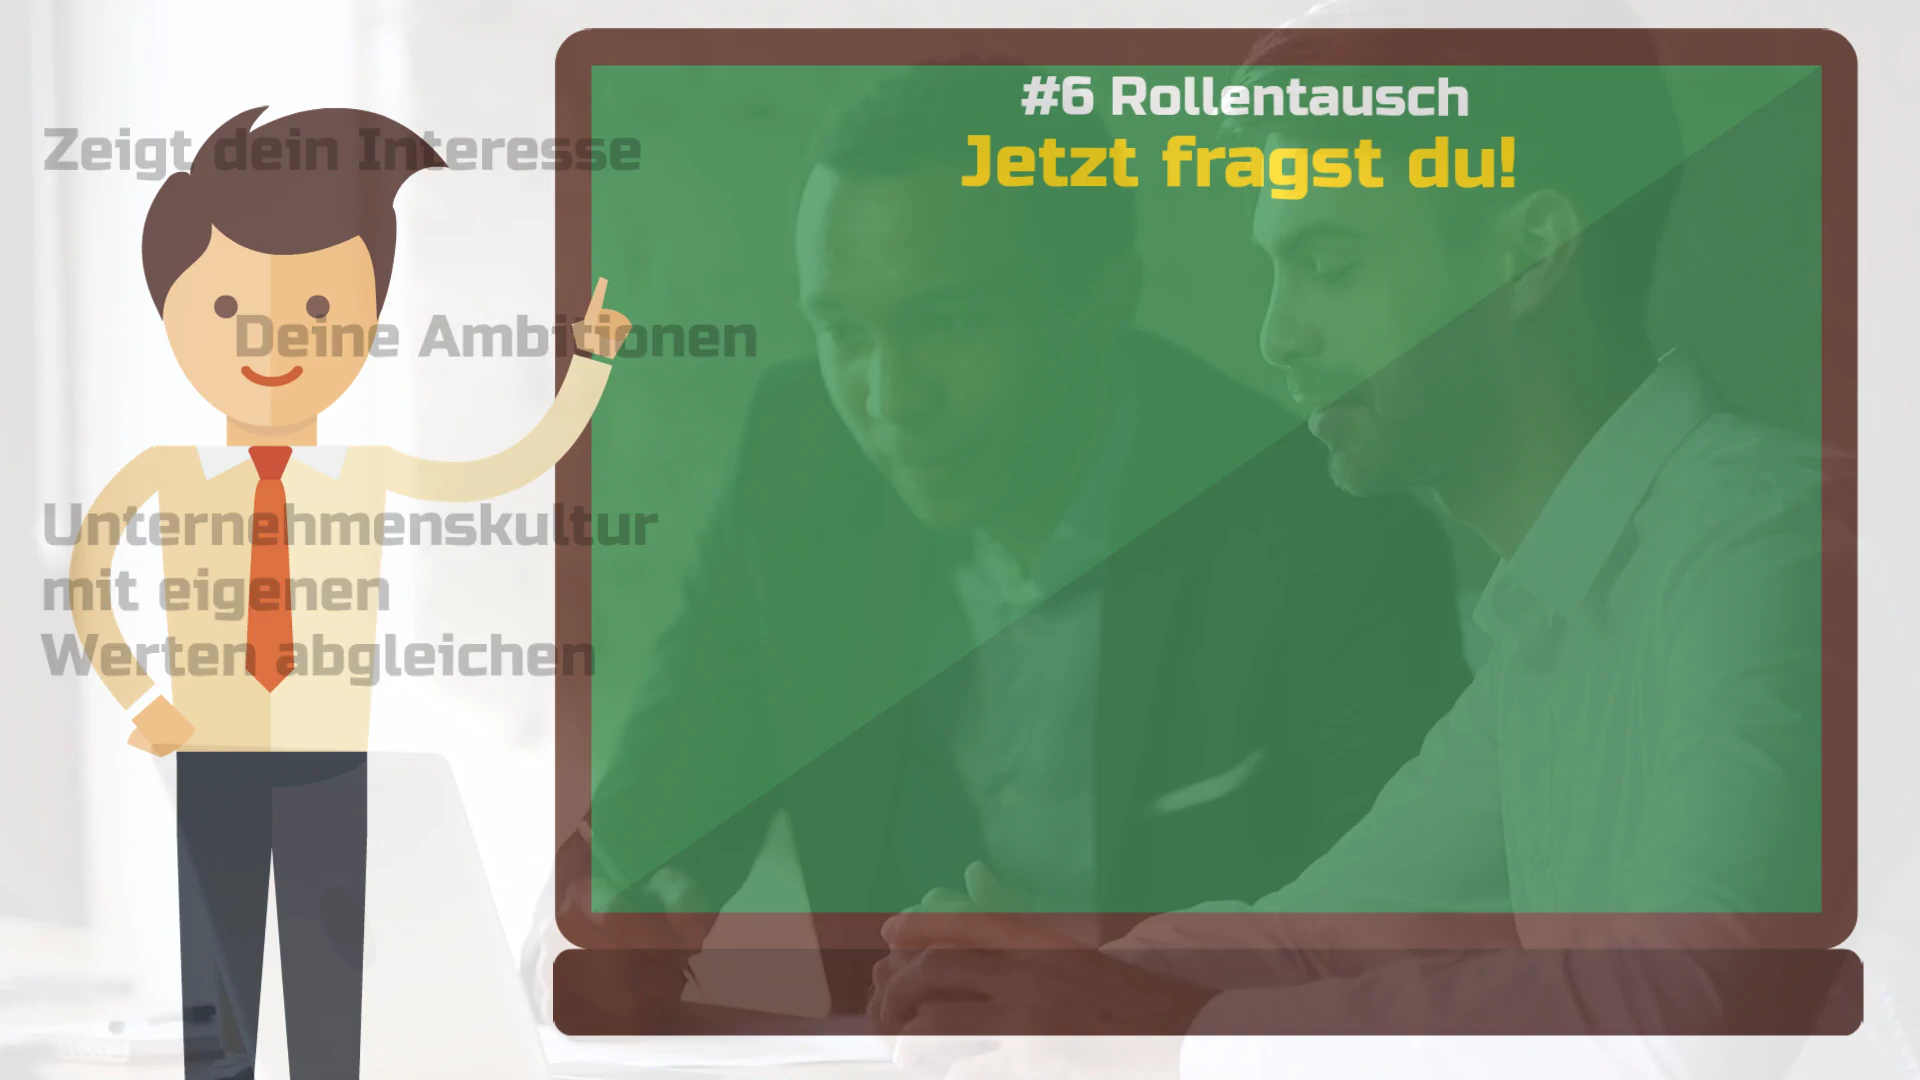 #6 Rollentausch
Jetzt fragst du!
Zeigt dein Interesse
Deine Ambitionen
Unternehmenskultur
mit eigenen
Werten abgleichen